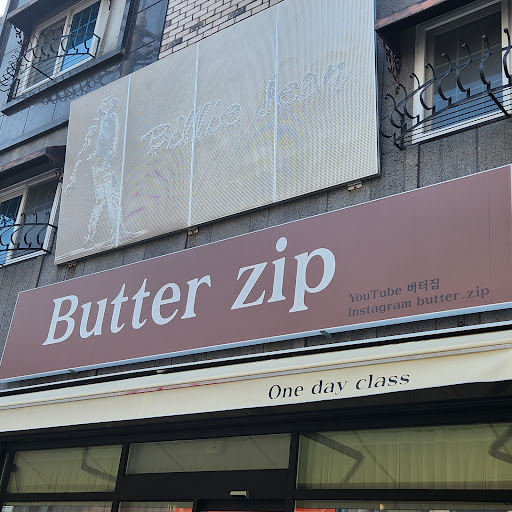 Billie Jean
Butter zip
YouTube 버터집
Instagram butter.zip
One day class